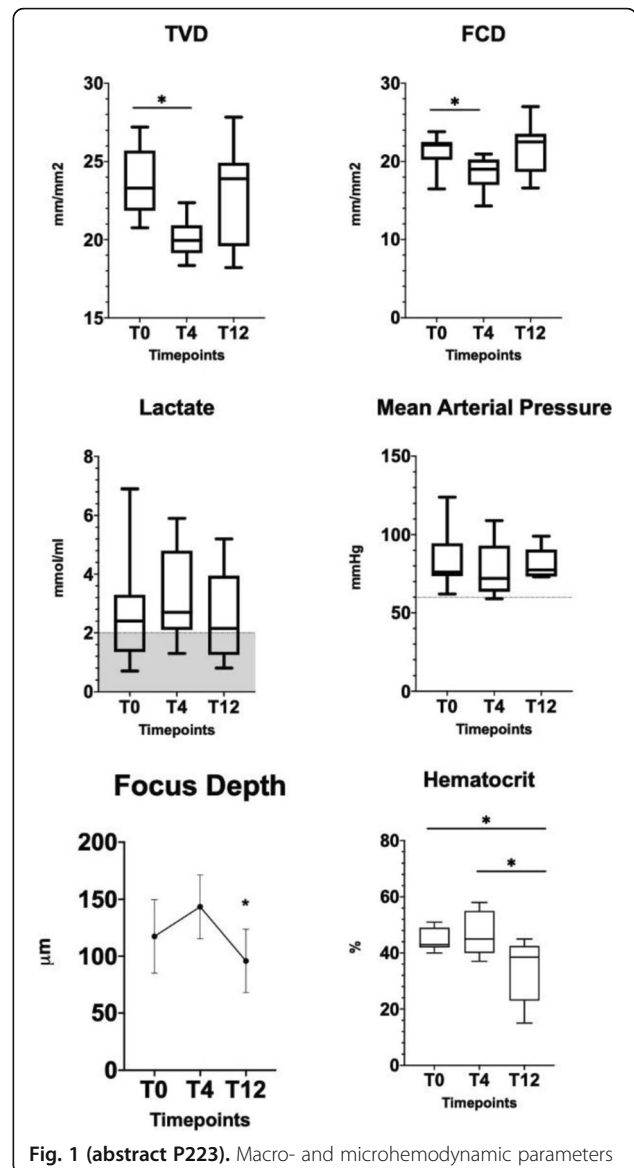 TVD
30
25
20
15
mm/mm2
*
T0 T4 T12
Timepoints
FCD
30
20
10
0
mm/mm2
*
T0 T4 T12
Timepoints
Lactate
8
6
4
2
0
mmol/ml
T0 T4 T12
Timepoints
Mean Arterial Pressure
150
100
50
0
mmHg
T0 T4 T12
Timepoints
Focus Depth
200
150
100
50
0
μm
*
T0 T4 T12
Timepoints
Hematocrit
80
60
40
20
0
%
*
*
T0 T4 T12
Timepoints
Fig. 1 (abstract P223). Macro- and microhemodynamic parameters